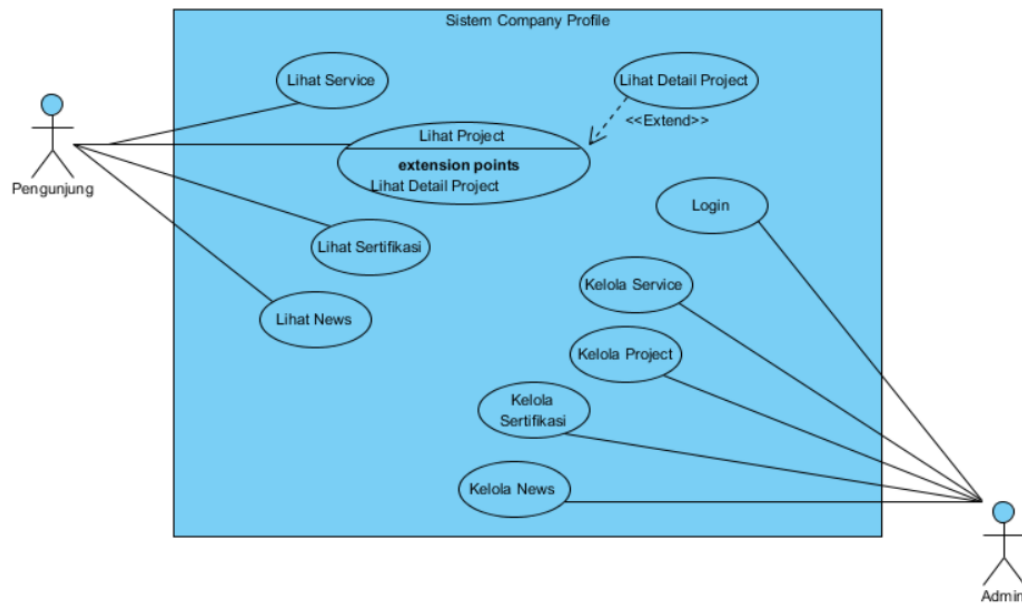 Sistem Company Profile
Lihat Service
Lihat Detail Project
<<Extend>>
Lihat Project
extension points
Lihat Detail Project
Pengunjung
Login
Lihat Sertifikasi
Kelola Service
Lihat News
Kelola Project
Kelola
Sertifikasi
Kelola News
Admin